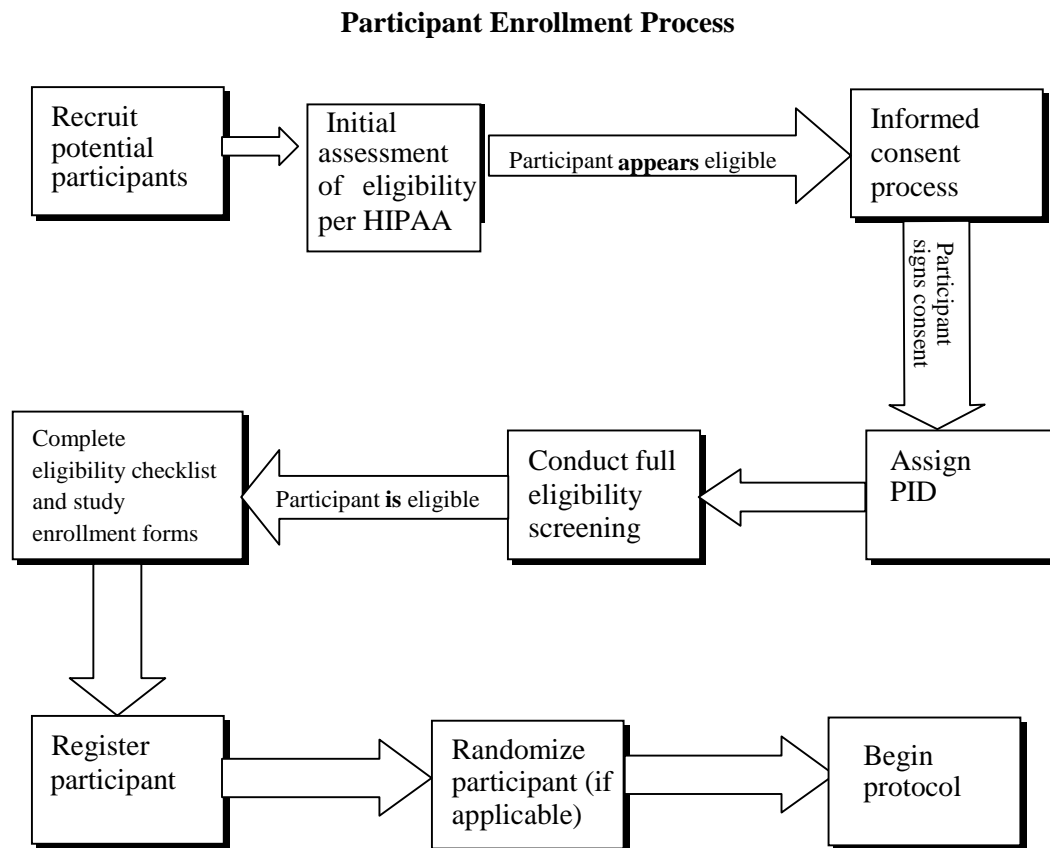 Participant Enrollment Process
Recruit
potential
participants
Initial
assessment
of eligibility
per HIPAA
Participant appears eligible
Informed
consent
process
Participant
signs consent
Assign
PID
Conduct full
eligibility
screening
Participant is eligible
Complete
eligibility checklist
and study
enrollment forms
Register
participant
Randomize
participant (if
applicable)
Begin
protocol